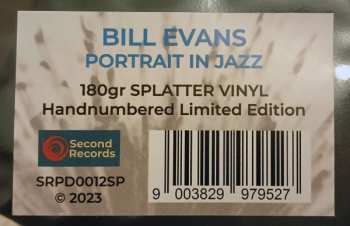 BILL EVANS
PORTRAIT IN JAZZ
180gr SPLATTER VINYL
Handnumbered Limited Edition
Second
Records
SRPD0012SP
© 2023
9 003829 979527